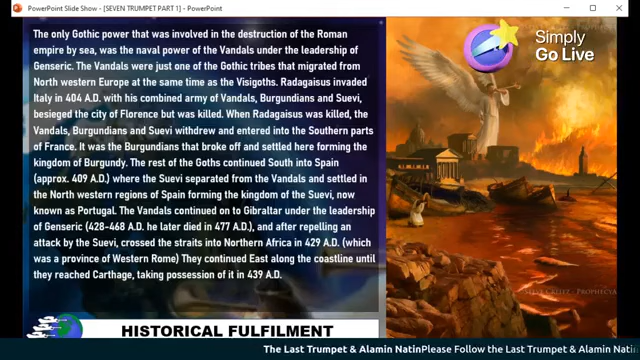 PowerPoint Slide Show - [SEVEN TRUMPET PART 1] - PowerPoint
Simply
Go Live
The only Gothic power that was involved in the destruction of the Roman
empire by sea, was the naval power of the Vandals under the leadership of
Genseric. The Vandals were just one of the Gothic tribes that migrated from
North western Europe at the same time as the Visigoths. Radagaisus invaded
Italy in 404 A.D. with his combined army of Vandals, Burgundians and Suevi,
besieged the city of Florence but was killed. When Radagaisus was killed, the
Vandals, Burgundians and Suevi withdrew and entered into the Southern parts
of France. It was the Burgundians that broke off and settled here forming the
kingdom of Burgundy. The rest of the Goths continued South into Spain
(approx. 409 A.D.) where the Suevi separated from the Vandals and settled in
the North western regions of Spain forming the kingdom of the Suevi, now
known as Portugal. The Vandals continued on to Gibraltar under the leadership
of Genseric (428-468 A.D. he later died in 477 A.D.), and after repelling an
attack by the Suevi, crossed the straits into Northern Africa in 429 A.D. (which
was a province of Western Rome) They continued East along the coastline until
they reached Carthage, taking possession of it in 439 A.D.
HISTORICAL FULFILMENT
The Last Trumpet & Alamin NatinPlease Follow the Last Trumpet & Alamin Natin